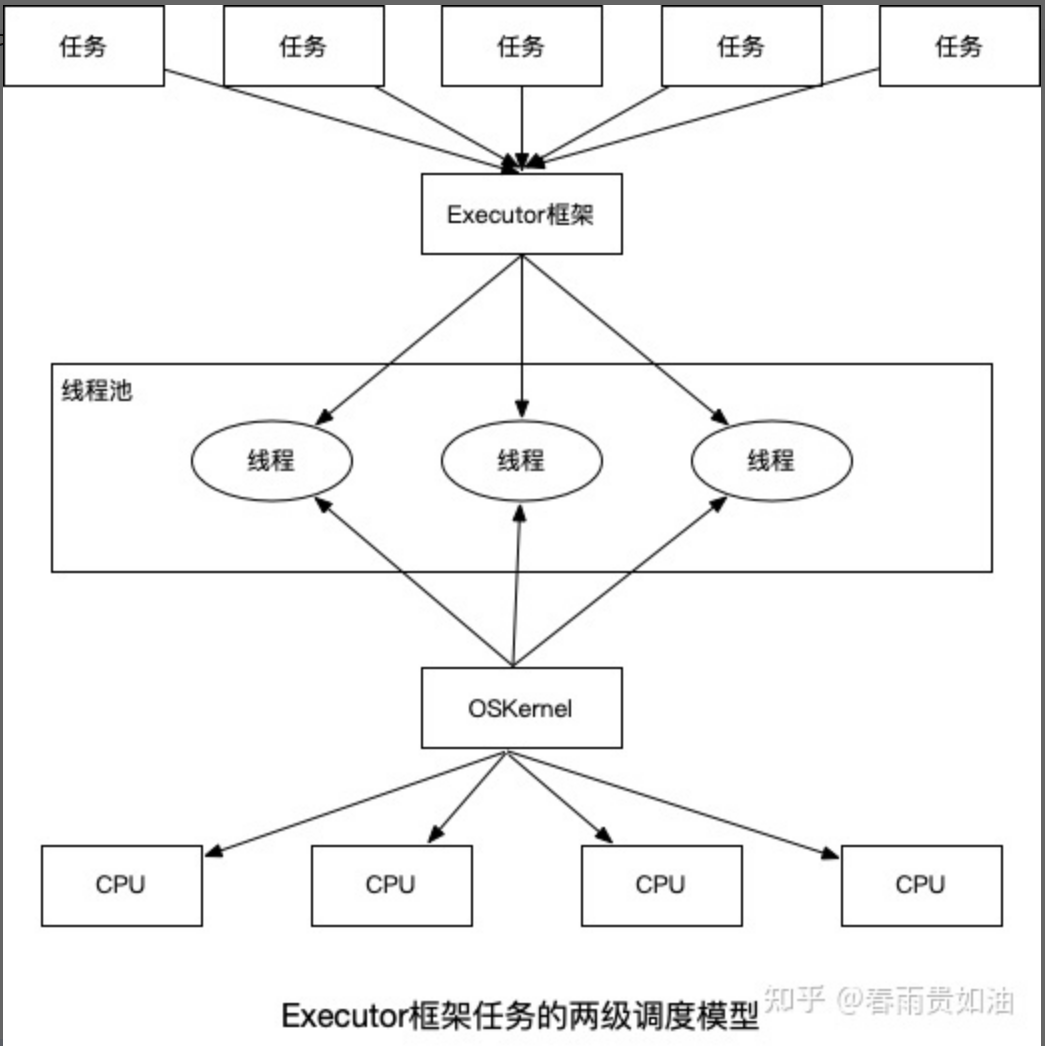 任务
任务
任务
任务
任务
Executor框架
线程池
线程
线程
线程
OSKernel
CPU
CPU
CPU
CPU
Executor框架任务的两级调度模型
知乎 @春雨贵如油